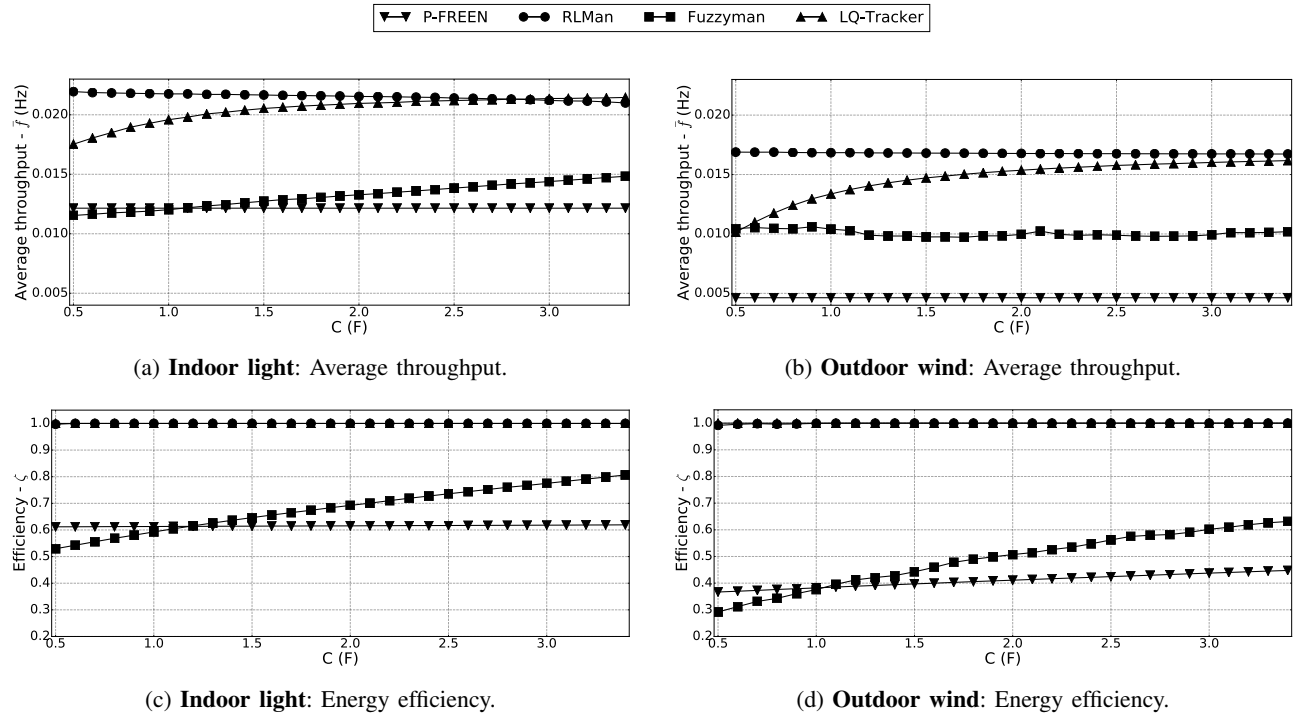 P-FREEN RLMan Fuzzyman LQ-Tracker
Average throughput - f̄ (Hz)
0.020
0.015
0.010
0.005
0.5 1.0 1.5 2.0 2.5 3.0
C (F)
(a) Indoor light: Average throughput.
Average throughput - f̄ (Hz)
0.020
0.015
0.010
0.005
0.5 1.0 1.5 2.0 2.5 3.0
C (F)
(b) Outdoor wind: Average throughput.
Efficiency - ζ
1.0
0.9
0.8
0.7
0.6
0.5
0.4
0.3
0.2
0.5 1.0 1.5 2.0 2.5 3.0
C (F)
(c) Indoor light: Energy efficiency.
Efficiency - ζ
1.0
0.9
0.8
0.7
0.6
0.5
0.4
0.3
0.2
0.5 1.0 1.5 2.0 2.5 3.0
C (F)
(d) Outdoor wind: Energy efficiency.